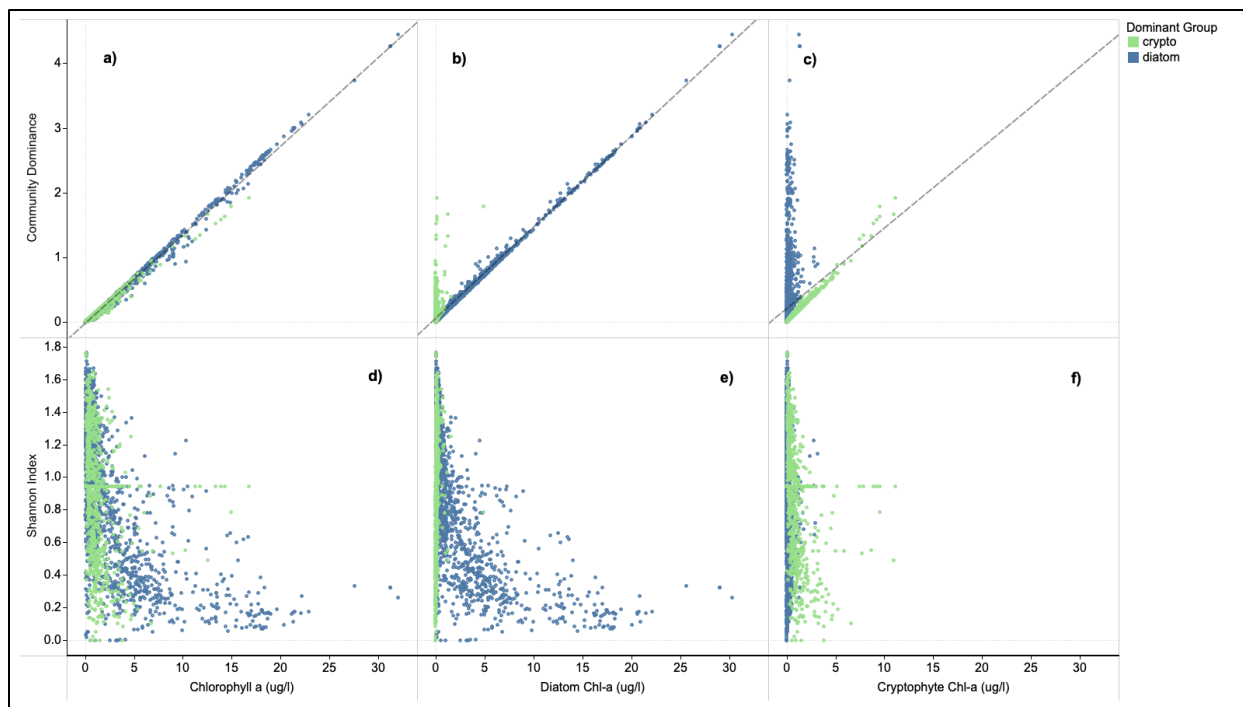 Dominant Group
crypto
diatom
a)
b)
c)
Community Dominance
4
3
2
1
0
d)
e)
f)
Shannon Index
1.8
1.6
1.4
1.2
1.0
0.8
0.6
0.4
0.2
0.0
0 5 10 15 20 25 30
0 5 10 15 20 25 30
0 5 10 15 20 25 30
Chlorophyll a (ug/l)
Diatom Chl-a (ug/l)
Cryptophyte Chl-a (ug/l)